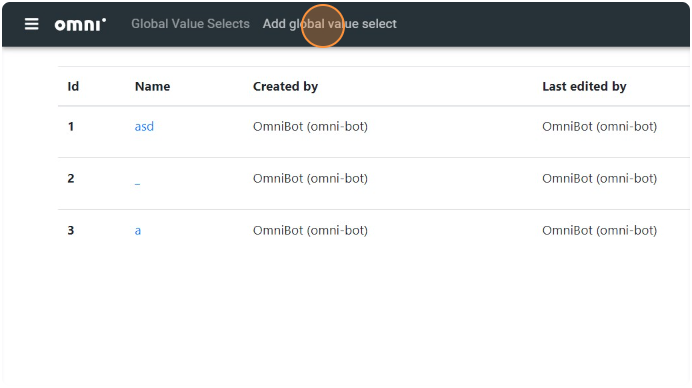 omni Global Value Selects Add global value select
Id Name Created by Last edited by
1 asd OmniBot (omni-bot) OmniBot (omni-bot)
2 _ OmniBot (omni-bot) OmniBot (omni-bot)
3 a OmniBot (omni-bot) OmniBot (omni-bot)